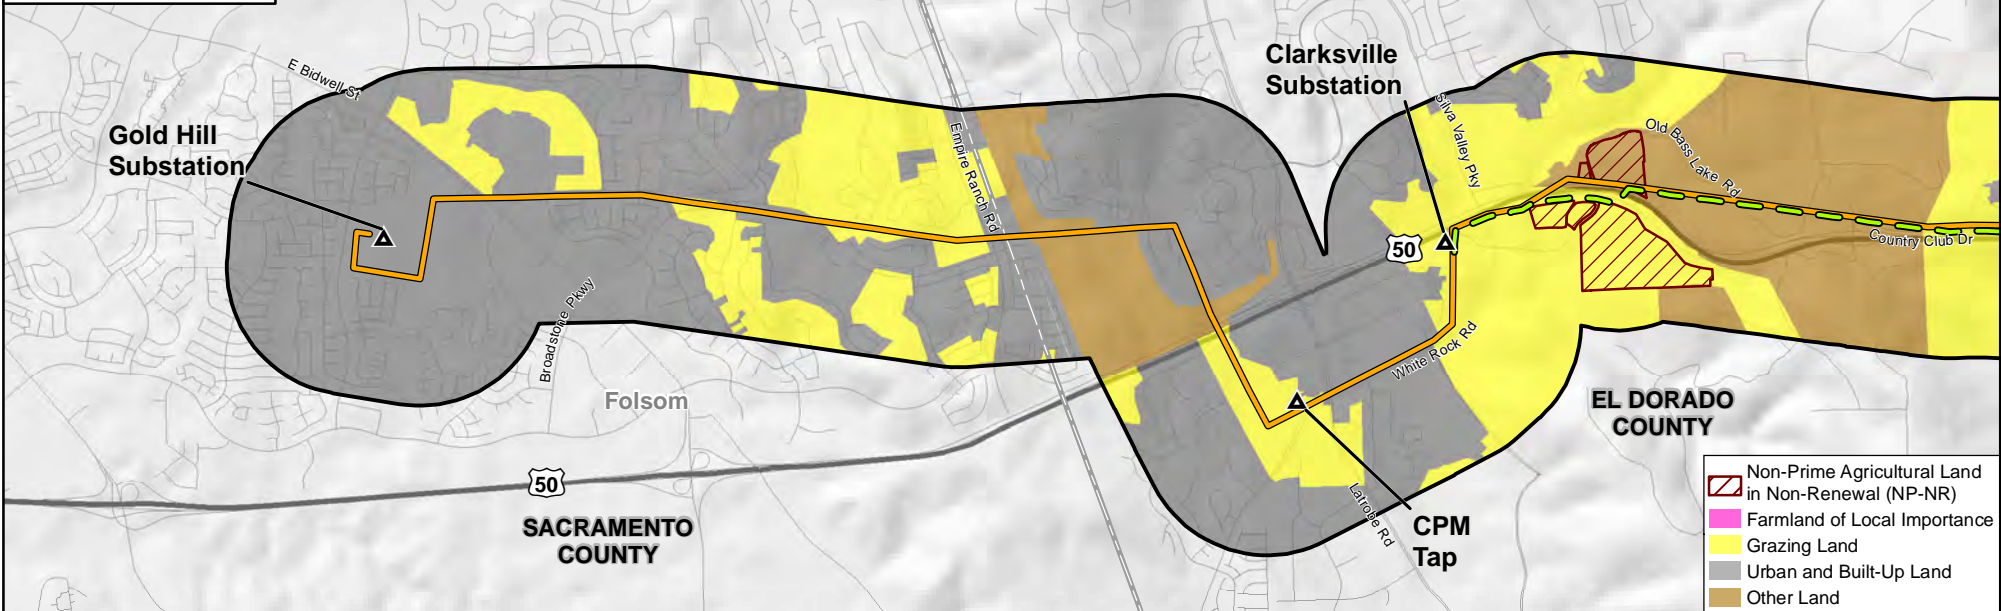 E Bidwell St
Gold Hill
Substation
Empire Ranch Rd
Clarksville
Substation
Silva Valley Pky
Old Bass Lake Rd
50
Country Club Dr
Broadstone Pkwy
White Rock Rd
Folsom
EL DORADO
COUNTY
50
SACRAMENTO
COUNTY
Latrobe Rd
CPM
Tap
Non-Prime Agricultural Land
in Non-Renewal (NP-NR)
Farmland of Local Importance
Grazing Land
Urban and Built-Up Land
Other Land